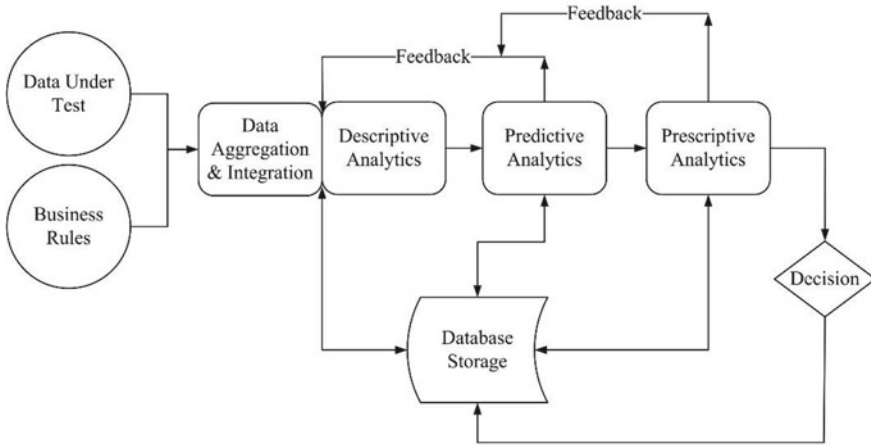 Feedback
Feedback
Data Under
Test
Data
Aggregation
& Integration
Descriptive
Analytics
Predictive
Analytics
Prescriptive
Analytics
Business
Rules
Decision
Database
Storage